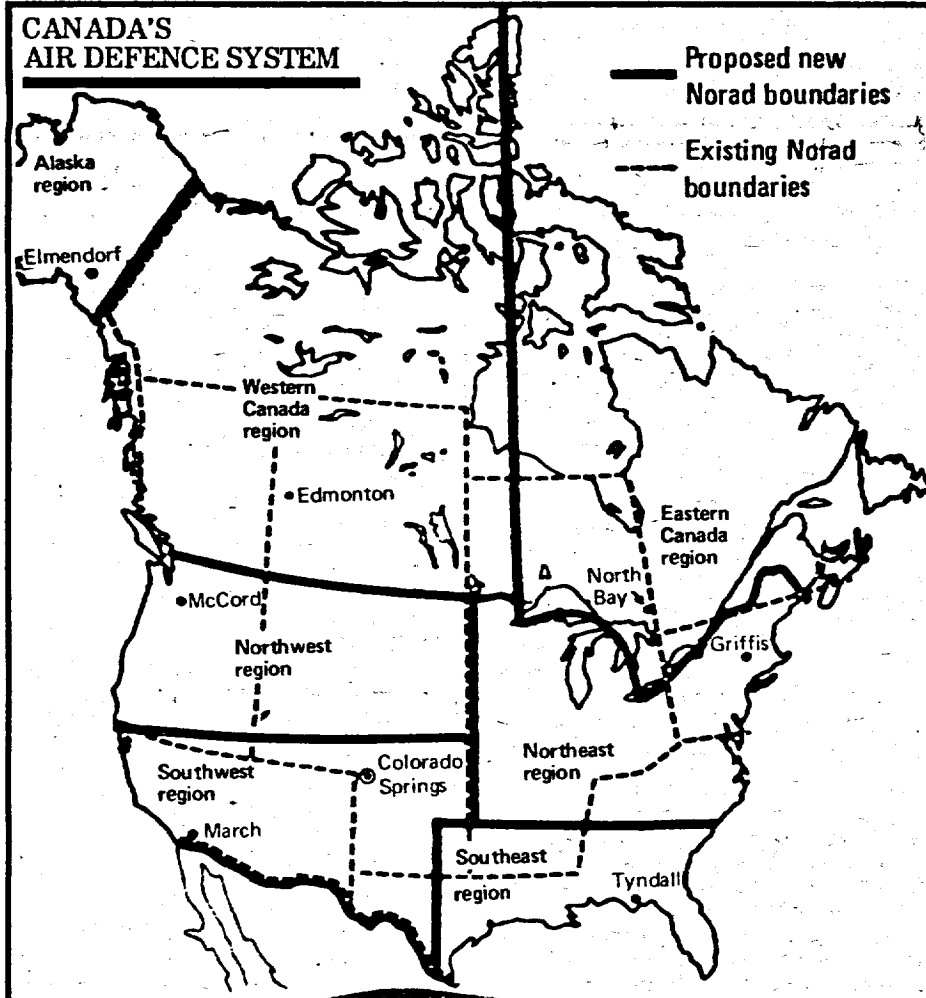 CANADA'S
AIR DEFENCE SYSTEM
Proposed new
Norad boundaries
Existing Norad
boundaries
Alaska
region
Elmendorf
Western
Canada
region
Edmonton
Eastern
Canada
region
North
Bay
McCord
Griffis
Northwest
region
Northeast
region
Colorado
Springs
Southwest
region
March
Southeast
region
Tyndall